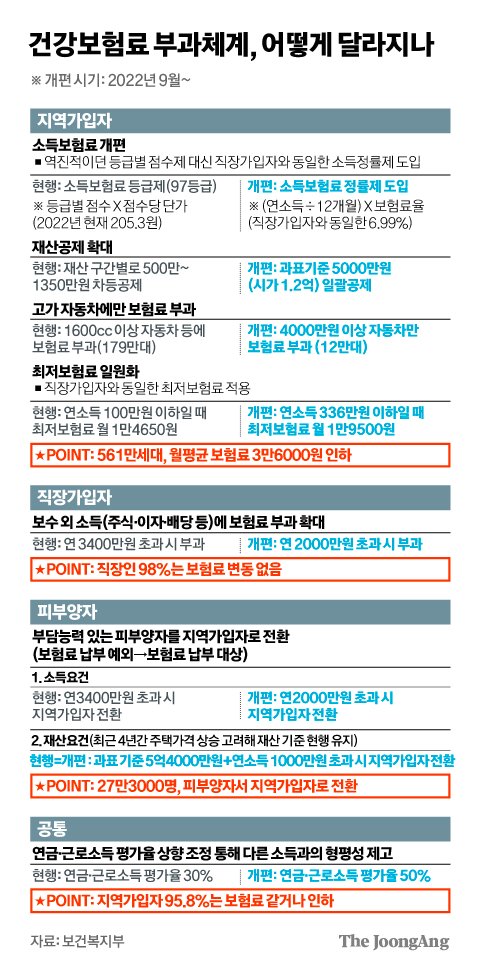 건강보험료 부과체계, 어떻게 달라지나
※ 개편 시기: 2022년 9월~
지역가입자
소득보험료 개편
■ 역진적이던 등급별 점수제 대신 직장가입자와 동일한 소득정률제 도입
현행: 소득보험료 등급제(97등급)
※ 등급별 점수 X 점수당 단가
(2022년 현재 205.3원)
개편: 소득보험료 정률제 도입
※ (연소득÷12개월) X 보험료율
(직장가입자와 동일한 6.99%)
재산공제 확대
현행: 재산 구간별로 500만~
1350만원 차등공제
개편: 과표기준 5000만원
(시가 1.2억) 일괄공제
고가 자동차에만 보험료 부과
현행: 1600cc 이상 자동차 등에
보험료 부과(179만대)
개편: 4000만원 이상 자동차만
보험료 부과 (12만대)
최저보험료 일원화
■ 직장가입자와 동일한 최저보험료 적용
현행: 연소득 100만원 이하일 때
최저보험료 월 1만4650원
개편: 연소득 336만원 이하일 때
최저보험료 월 1만9500원
★POINT: 561만세대, 월평균 보험료 3만6000원 인하
직장가입자
보수 외 소득(주식·이자·배당 등)에 보험료 부과 확대
현행: 연 3400만원 초과 시 부과
개편: 연 2000만원 초과 시 부과
★POINT: 직장인 98%는 보험료 변동 없음
피부양자
부담능력 있는 피부양자를 지역가입자로 전환
(보험료 납부 예외→보험료 납부 대상)
1. 소득요건
현행: 연3400만원 초과 시
지역가입자 전환
개편: 연2000만원 초과 시
지역가입자 전환
2. 재산요건(최근 4년간 주택가격 상승 고려해 재산 기준 현행 유지)
현행=개편 : 과표 기준 5억4000만원+연소득 1000만원 초과 시 지역가입자 전환
★POINT: 27만3000명, 피부양자서 지역가입자로 전환
공통
연금·근로소득 평가율 상향 조정 통해 다른 소득과의 형평성 제고
현행: 연금·근로소득 평가율 30%
개편: 연금·근로소득 평가율 50%
★POINT: 지역가입자 95.8%는 보험료 같거나 인하
자료: 보건복지부
The JoongAng